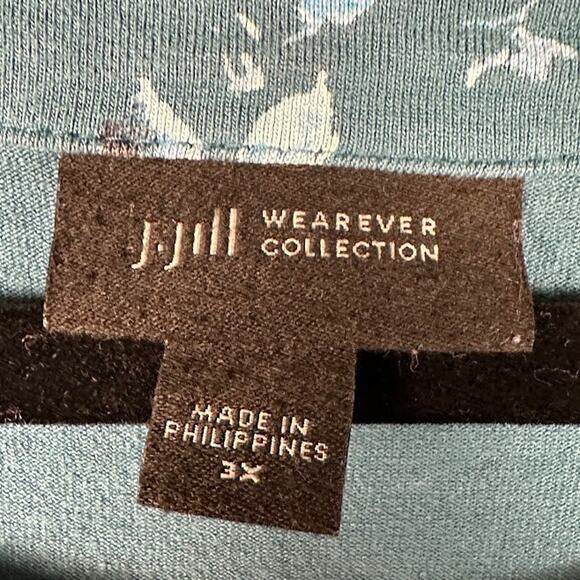 J.Jill WEAREVER
COLLECTION
MADE IN
PHILIPPINES
3X